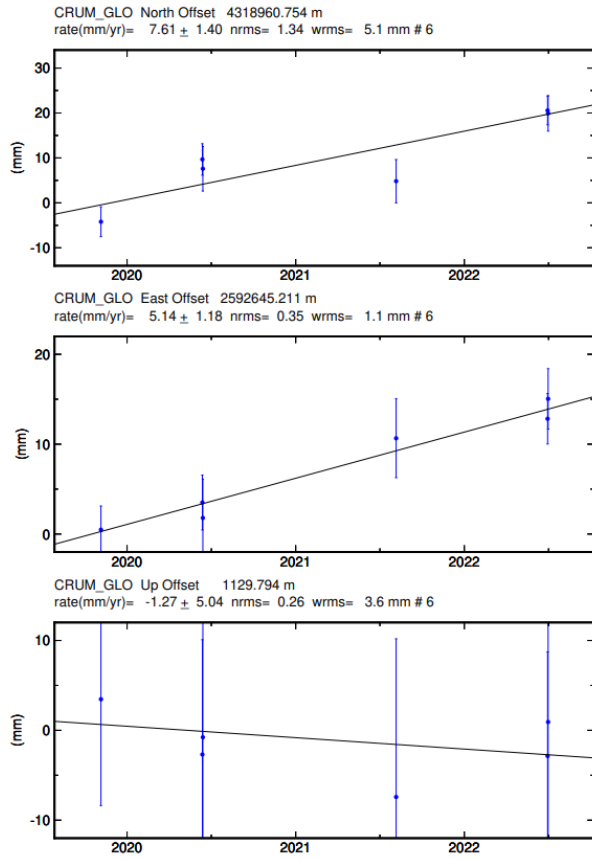 CRUM_GLO North Offset 4318960.754 m
rate(mm/yr)= 7.61 ± 1.40 nrms= 1.34 wrms= 5.1 mm # 6
30
20
10
0
-10
(mm)
2020 2021 2022
CRUM_GLO East Offset 2592645.211 m
rate(mm/yr)= 5.14 ± 1.18 nrms= 0.35 wrms= 1.1 mm # 6
20
10
0
(mm)
2020 2021 2022
CRUM_GLO Up Offset 1129.794 m
rate(mm/yr)= -1.27 ± 5.04 nrms= 0.26 wrms= 3.6 mm # 6
10
0
-10
(mm)
2020 2021 2022